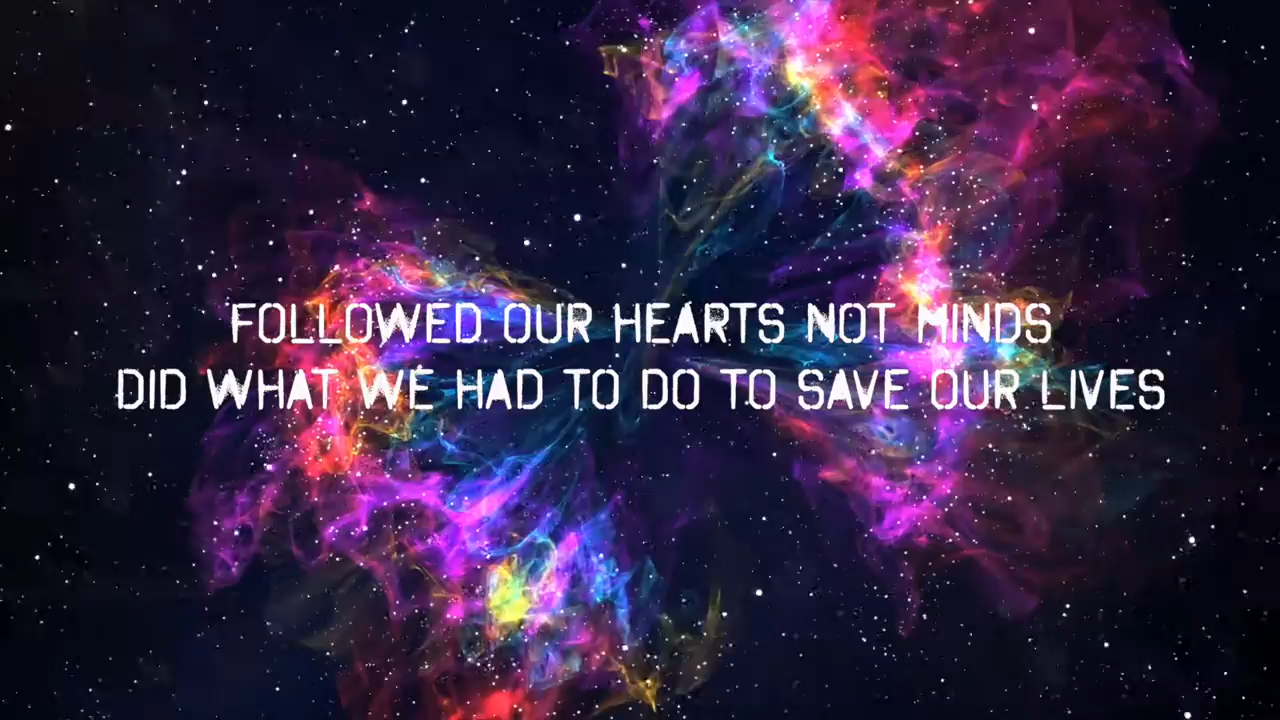 FOLLOWED OUR HEARTS NOT MINDS
DID WHAT WE HAD TO DO TO SAVE OUR LIVES